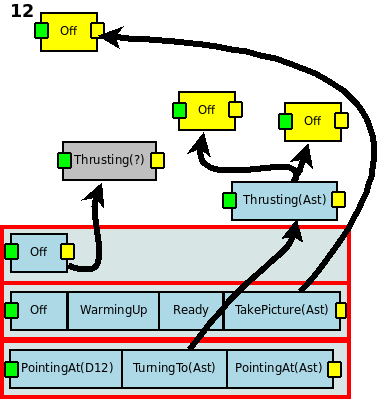 12
Off
Off
Off
Thrusting(?)
Thrusting(Ast)
Off
Off WarmingUp Ready TakePicture(Ast)
PointingAt(D12) TurningTo(Ast) PointingAt(Ast)